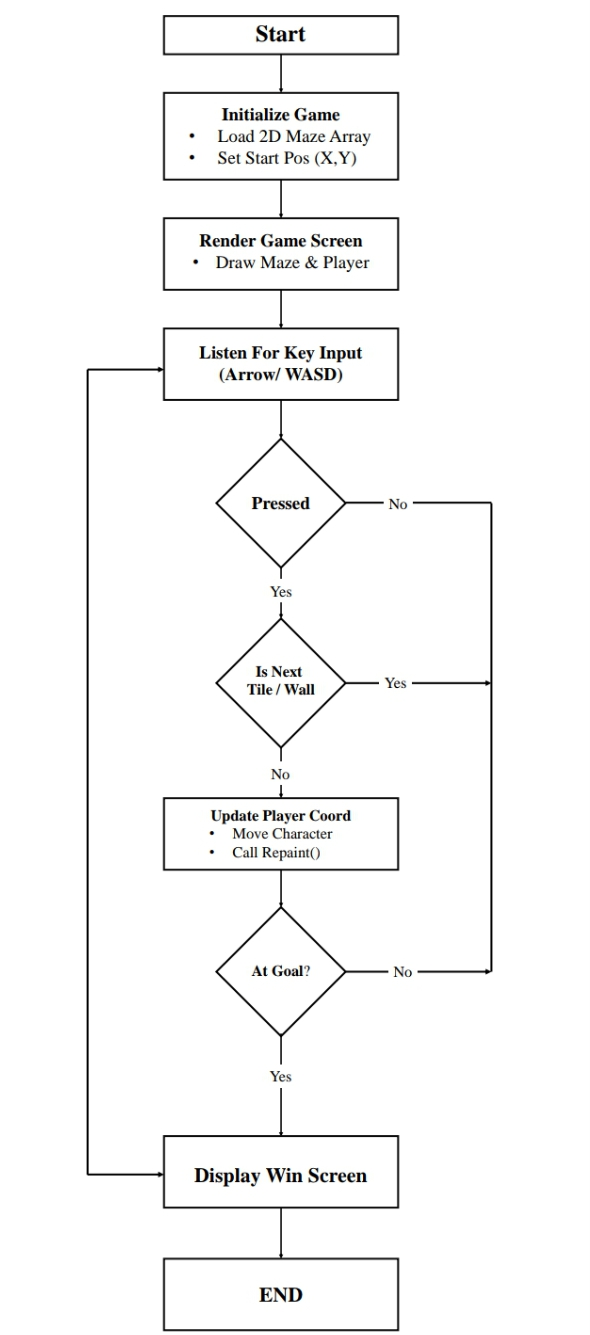 Start
Initialize Game
• Load 2D Maze Array
• Set Start Pos (X,Y)
Render Game Screen
• Draw Maze & Player
Listen For Key Input
(Arrow/ WASD)
Pressed
No
Yes
Is Next
Tile / Wall
Yes
No
Update Player Coord
• Move Character
• Call Repaint()
At Goal?
No
Yes
Display Win Screen
END